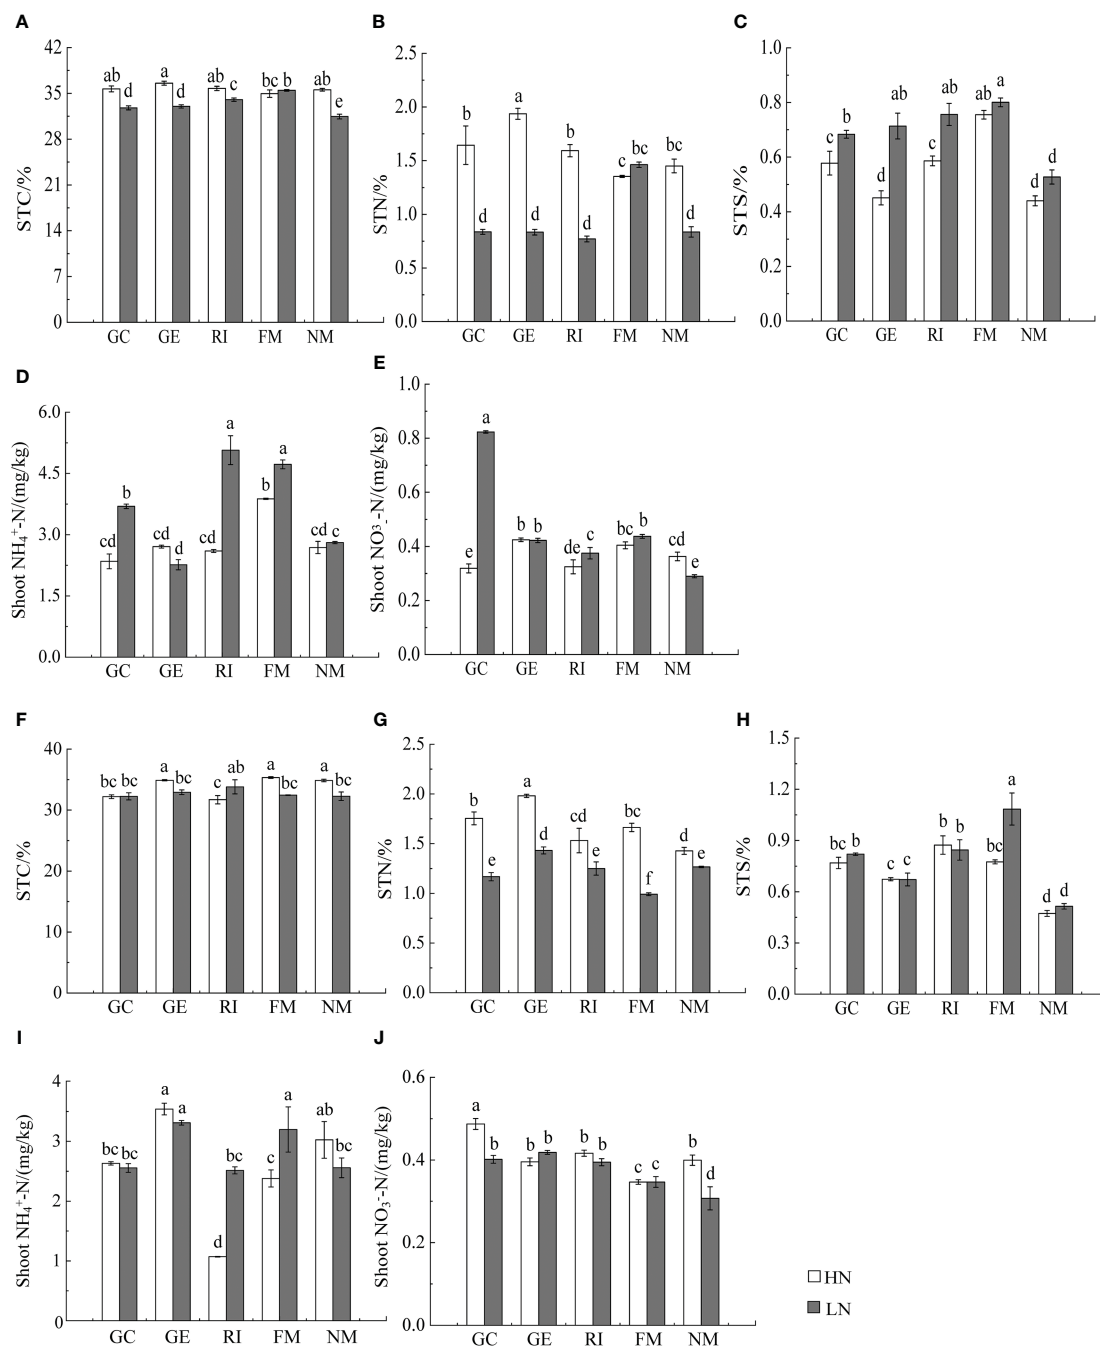 A
B
C
STC/%
42
35
28
21
14
7
0
ab d a d ab c bc b ab e
GC GE RI FM NM
STN/%
2.5
2.0
1.5
1.0
0.5
0.0
b d a d b d c bc bc d
GC GE RI FM NM
STS/%
1.0
0.8
0.6
0.4
0.2
0.0
c b d ab c ab ab a d d
GC GE RI FM NM
D
E
Shoot NH4+-N/(mg/kg)
6.0
4.5
3.0
1.5
0.0
cd b cd d cd a b a cd c
GC GE RI FM NM
Shoot NO3--N/(mg/kg)
1.0
0.8
0.6
0.4
0.2
0.0
e a b b de c bc b cd e
GC GE RI FM NM
F
G
H
STC/%
40
30
20
10
0
bc bc a bc c ab a bc a bc
GC GE RI FM NM
STN/%
2.5
2.0
1.5
1.0
0.5
0.0
b e a d cd e bc f d e
GC GE RI FM NM
STS/%
1.5
1.2
0.9
0.6
0.3
0.0
bc b c c b b bc a d d
GC GE RI FM NM
I
J
Shoot NH4+-N/(mg/kg)
4
3
2
1
0
bc bc a a d bc c a ab bc
GC GE RI FM NM
Shoot NO3--N/(mg/kg)
0.6
0.4
0.2
0.0
a b b b b b c c b d
GC GE RI FM NM
HN
LN